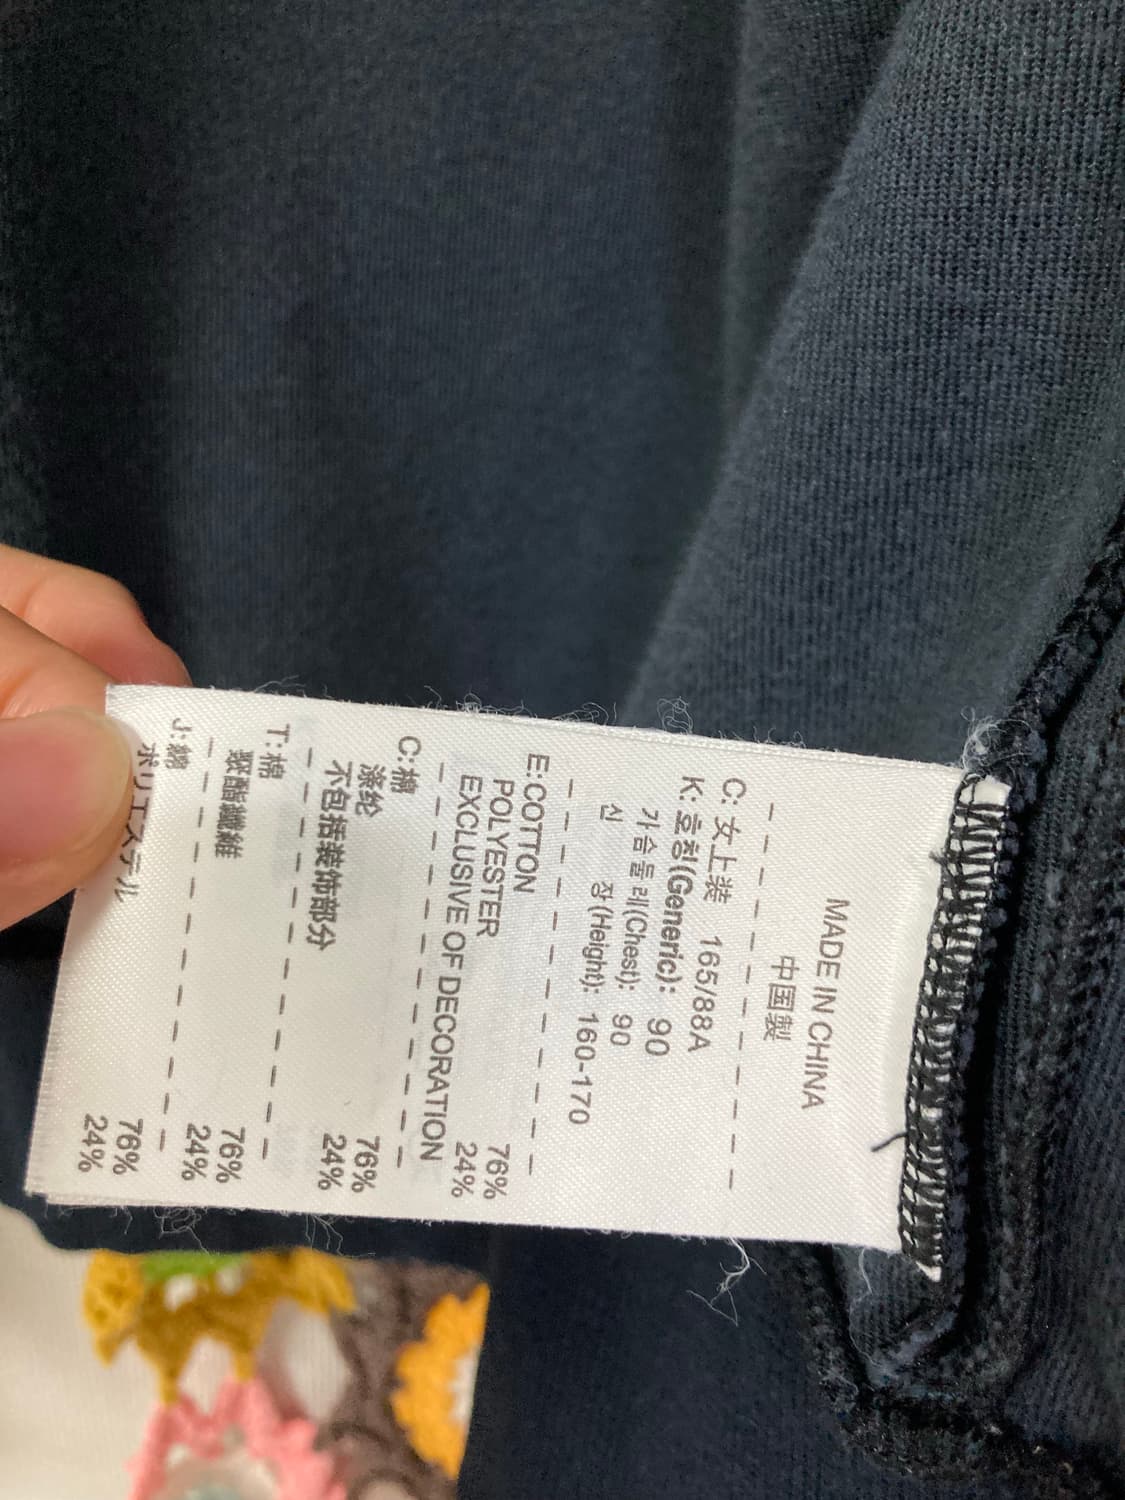 MADE IN CHINA
中国製
C: 女上装 165/88A
K: 호칭(Generic): 90
가슴둘레(Chest): 90
신 장(Height): 160-170
E:COTTON 76%
POLYESTER 24%
EXCLUSIVE OF DECORATION
C:棉 76%
涤纶 24%
不包括装饰部分
T:棉 76%
聚酯纖維 24%
J:綿 76%
ポリエステル 24%